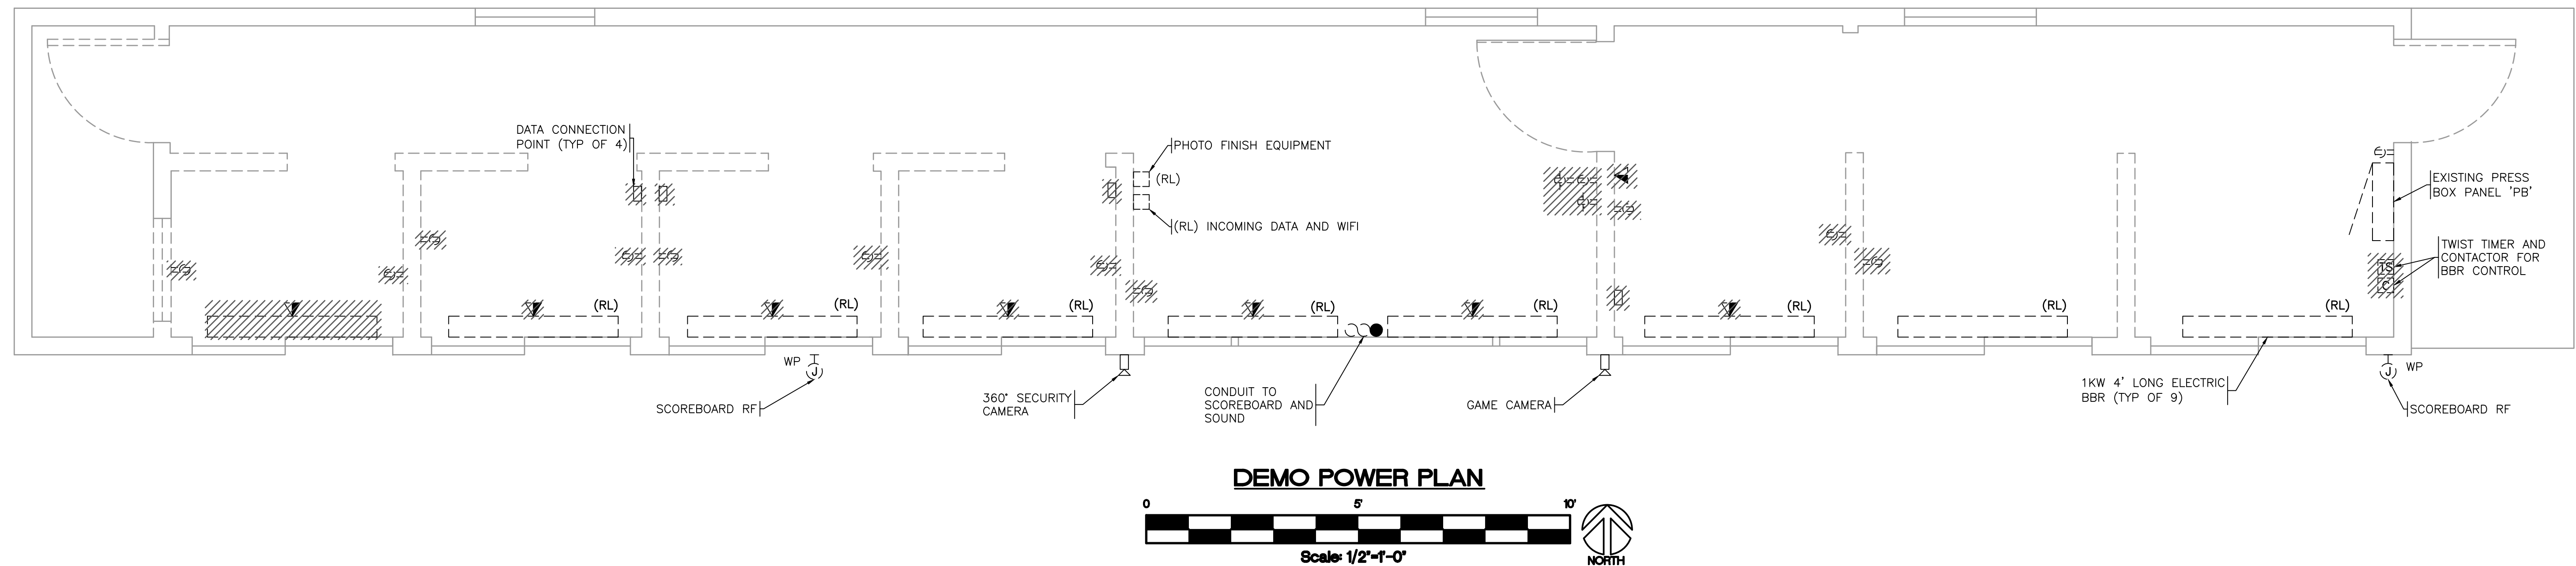 DATA CONNECTION
POINT (TYP OF 4)
PHOTO FINISH EQUIPMENT
(RL)
(RL) INCOMING DATA AND WIFI
EXISTING PRESS
BOX PANEL 'PB'
TWIST TIMER AND
CONTACTOR FOR
BBR CONTROL
TS
C
(RL)
(RL)
(RL)
(RL)
(RL)
(RL)
(RL)
WP
J
SCOREBOARD RF
360° SECURITY
CAMERA
CONDUIT TO
SCOREBOARD AND
SOUND
GAME CAMERA
1KW 4' LONG ELECTRIC
BBR (TYP OF 9)
J
WP
SCOREBOARD RF
DEMO POWER PLAN
0 5' 10'
Scale: 1/2"=1'-0"
NORTH